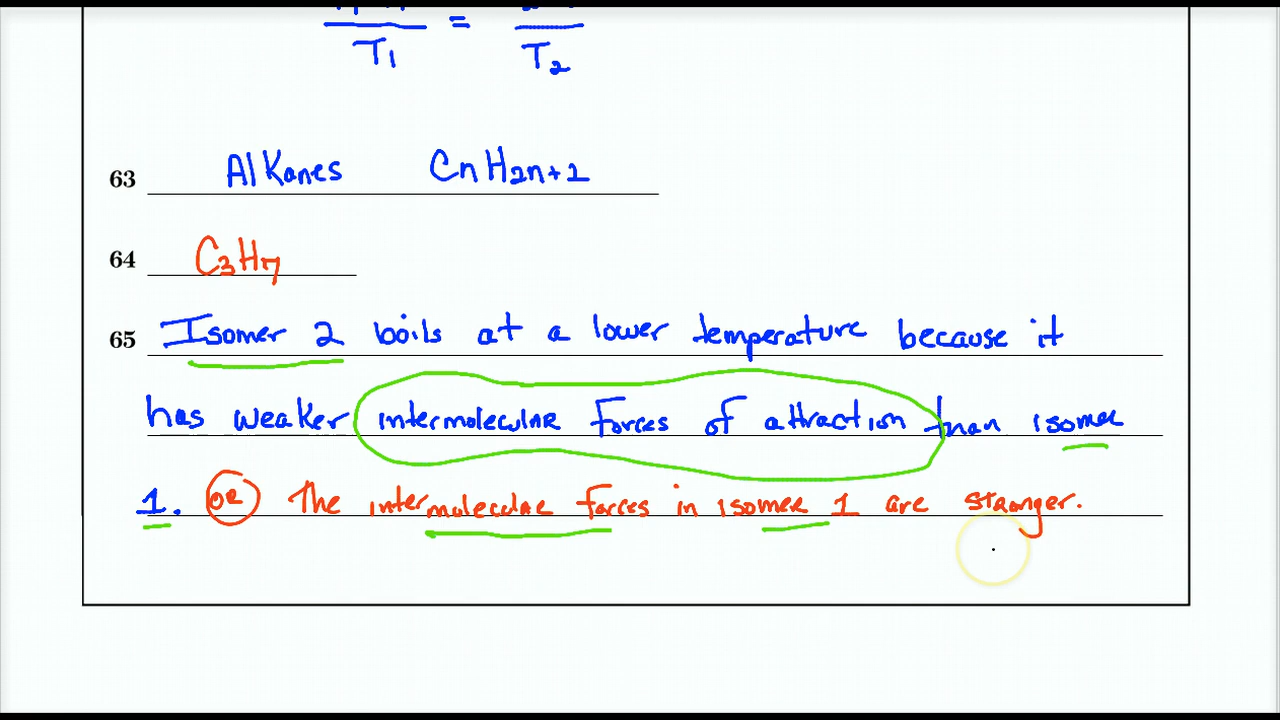 T1 = T2
63 Alkanes CnH2n+2
64 C3H7
65 Isomer 2 boils at a lower temperature because it
has weaker intermolecular forces of attraction than isomer
1. or The intermolecular forces in isomer 1 are stronger.